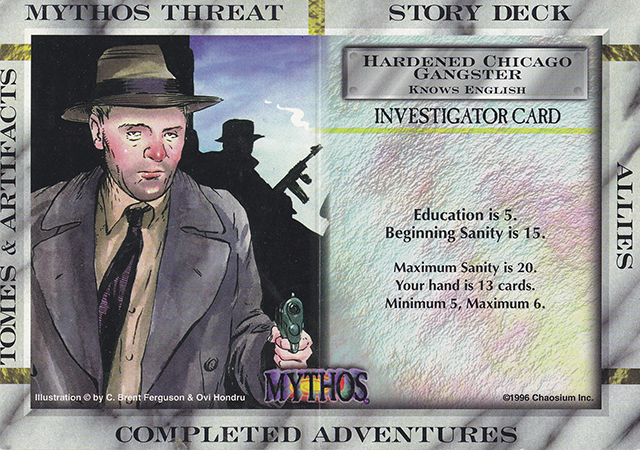 MYTHOS THREAT
STORY DECK
TOMES & ARTIFACTS
HARDENED CHICAGO
GANGSTER
KNOWS ENGLISH
INVESTIGATOR CARD
Education is 5.
Beginning Sanity is 15.
Maximum Sanity is 20.
Your hand is 13 cards.
Minimum 5, Maximum 6.
ALLIES
Illustration © by C. Brent Ferguson & Ovi Hondru
MYTHOS
©1996 Chaosium Inc.
COMPLETED ADVENTURES